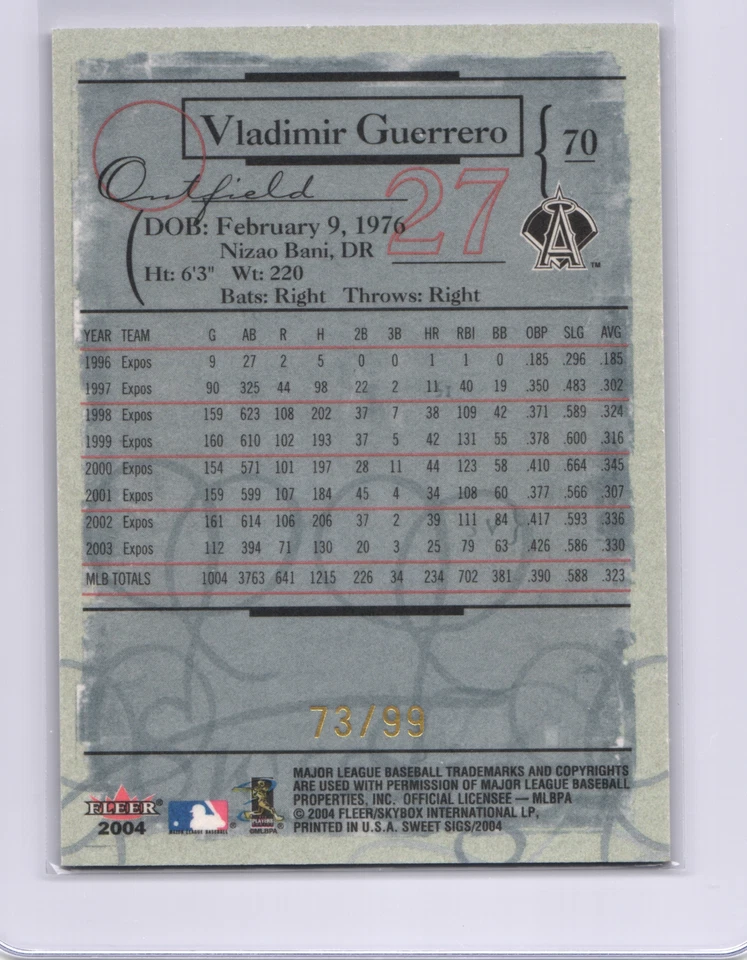 Vladimir Guerrero
70
Outfield
27
DOB: February 9, 1976
Nizao Bani, DR
Ht: 6'3" Wt: 220
Bats: Right Throws: Right
A
TM
YEAR TEAM G AB R H 2B 3B HR RBI BB OBP SLG AVG
1996 Expos 9 27 2 5 0 0 1 1 0 .185 .296 .185
1997 Expos 90 325 44 98 22 2 11 40 19 .350 .483 .302
1998 Expos 159 623 108 202 37 7 38 109 42 .371 .589 .324
1999 Expos 160 610 102 193 37 5 42 131 55 .378 .600 .316
2000 Expos 154 571 101 197 28 11 44 123 58 .410 .664 .345
2001 Expos 159 599 107 184 45 4 34 108 60 .377 .566 .307
2002 Expos 161 614 106 206 37 2 39 111 84 .417 .593 .336
2003 Expos 112 394 71 130 20 3 25 79 63 .426 .586 .330
MLB TOTALS 1004 3763 641 1215 226 34 234 702 381 .390 .588 .323
73/99
FLEER
2004
MAJOR LEAGUE BASEBALL
PLAYERS
©MLBPA
MAJOR LEAGUE BASEBALL TRADEMARKS AND COPYRIGHTS
ARE USED WITH PERMISSION OF MAJOR LEAGUE BASEBALL
PROPERTIES, INC. OFFICIAL LICENSEE — MLBPA
© 2004 FLEER/SKYBOX INTERNATIONAL LP,
PRINTED IN U.S.A. SWEET SIGS/2004